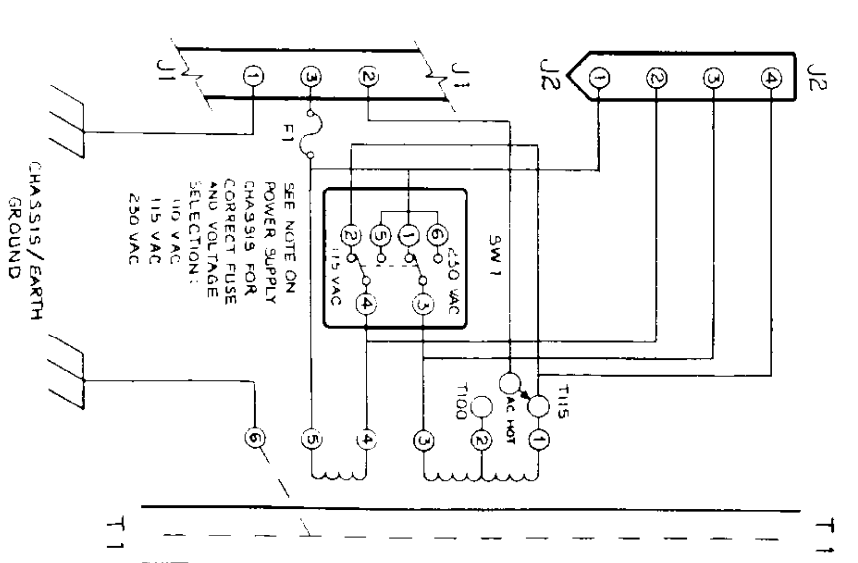 J1
1
3
2
J1
J2
1
2
3
4
J2
F1
SEE NOTE ON
POWER SUPPLY
CHASSIS FOR
CORRECT FUSE
AND VOLTAGE
SELECTION:
110 VAC
115 VAC
230 VAC
SW 1
230 VAC
6
1
5
2
3
4
115 VAC
CHASSIS/EARTH
GROUND
T115
AC HOT
T100
1
2
3
4
5
6
T 1
T 1